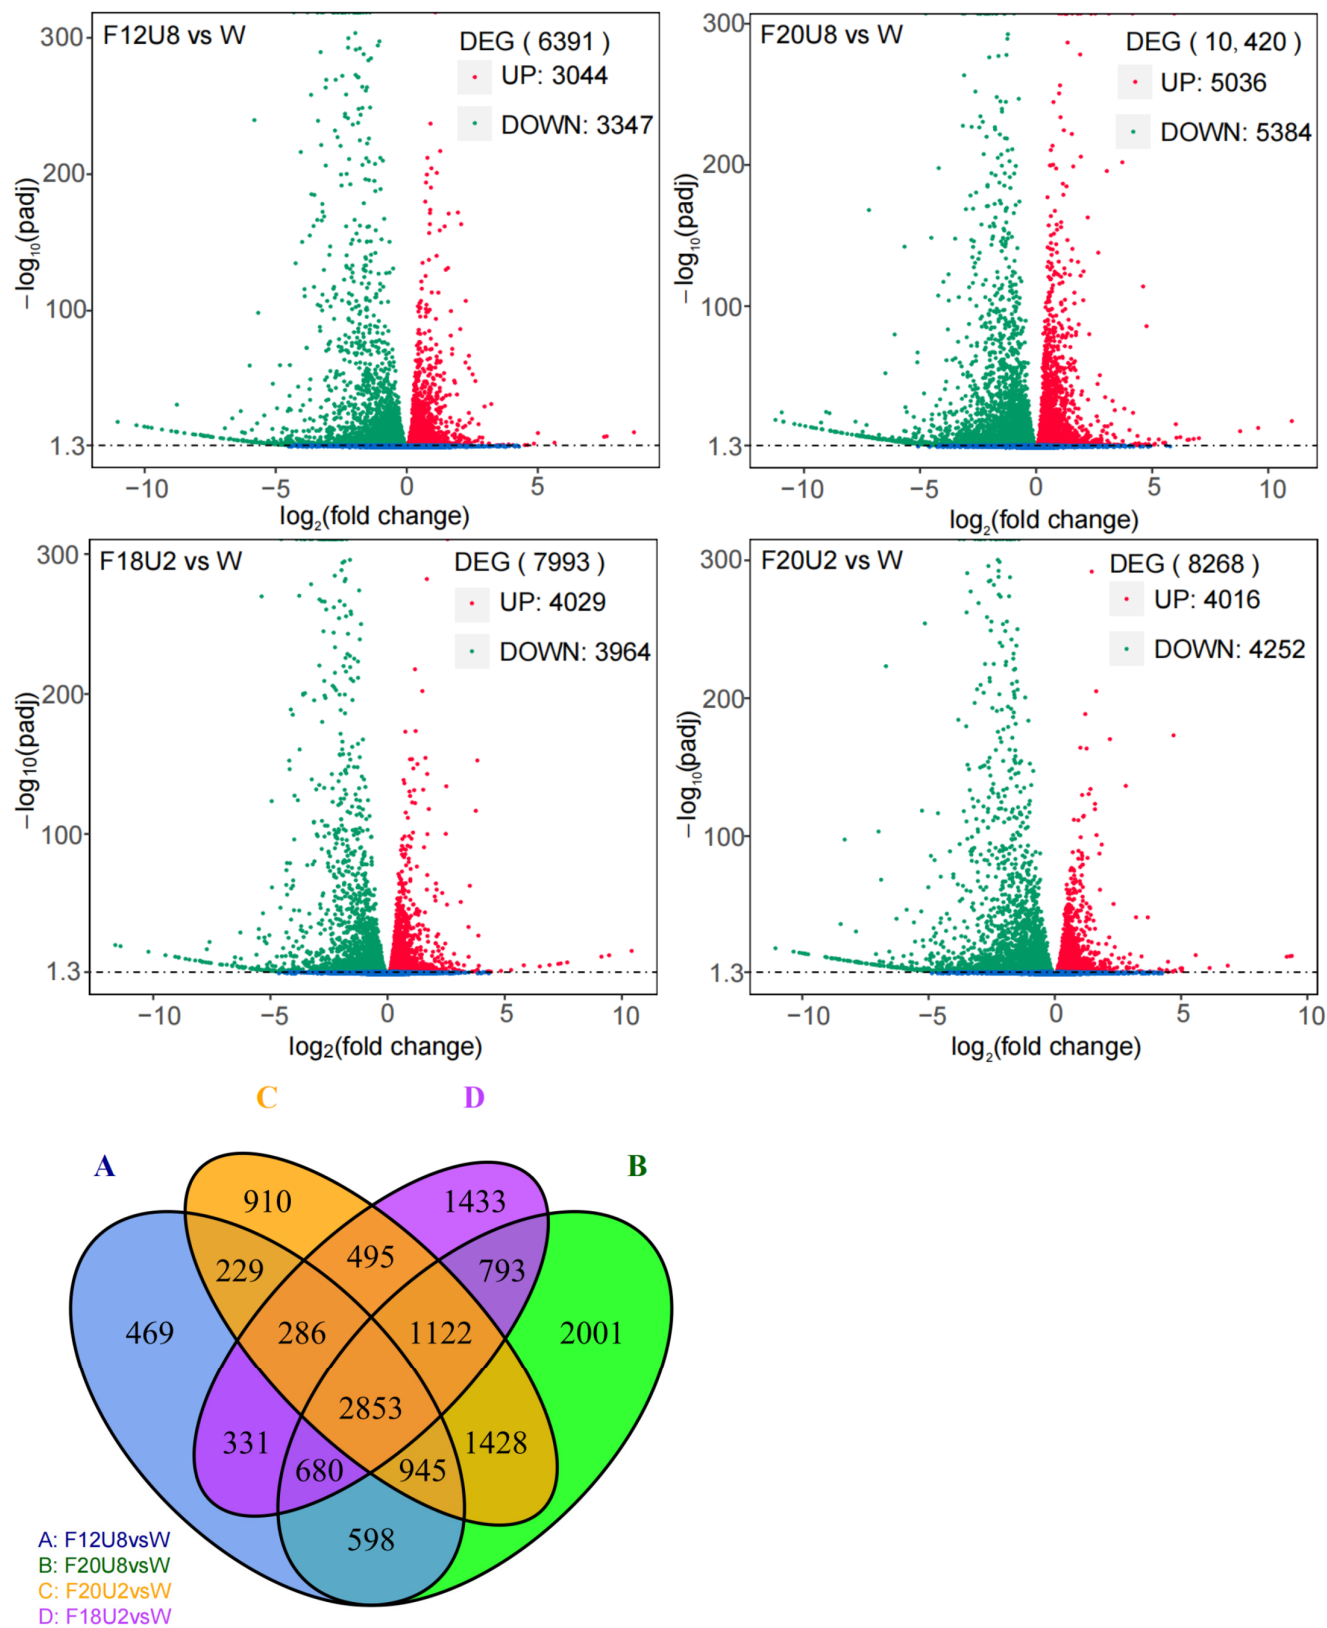 F12U8 vs W
DEG ( 6391 )
UP: 3044
DOWN: 3347
300
200
100
1.3
−log10(padj)
−10
−5
0
5
log2(fold change)
F20U8 vs W
DEG ( 10, 420 )
UP: 5036
DOWN: 5384
300
200
100
1.3
−log10(padj)
−10
−5
0
5
10
log2(fold change)
F18U2 vs W
DEG ( 7993 )
UP: 4029
DOWN: 3964
300
200
100
1.3
−log10(padj)
−10
−5
0
5
10
log2(fold change)
F20U2 vs W
DEG ( 8268 )
UP: 4016
DOWN: 4252
300
200
100
1.3
−log10(padj)
−10
−5
0
5
10
log2(fold change)
C
D
A
B
910
1433
229
495
793
469
286
1122
2001
2853
331
1428
680
945
598
A: F12U8vsW
B: F20U8vsW
C: F20U2vsW
D: F18U2vsW